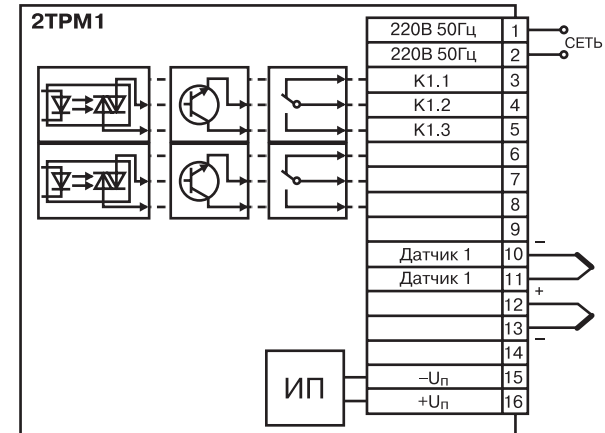 2ТРМ1
220В 50Гц 1
220В 50Гц 2
СЕТЬ
К1.1 3
К1.2 4
К1.3 5
6
7
8
9
Датчик 1 10 –
Датчик 1 11
+
12
13
–
14
ИП
–Uп 15
+Uп 16